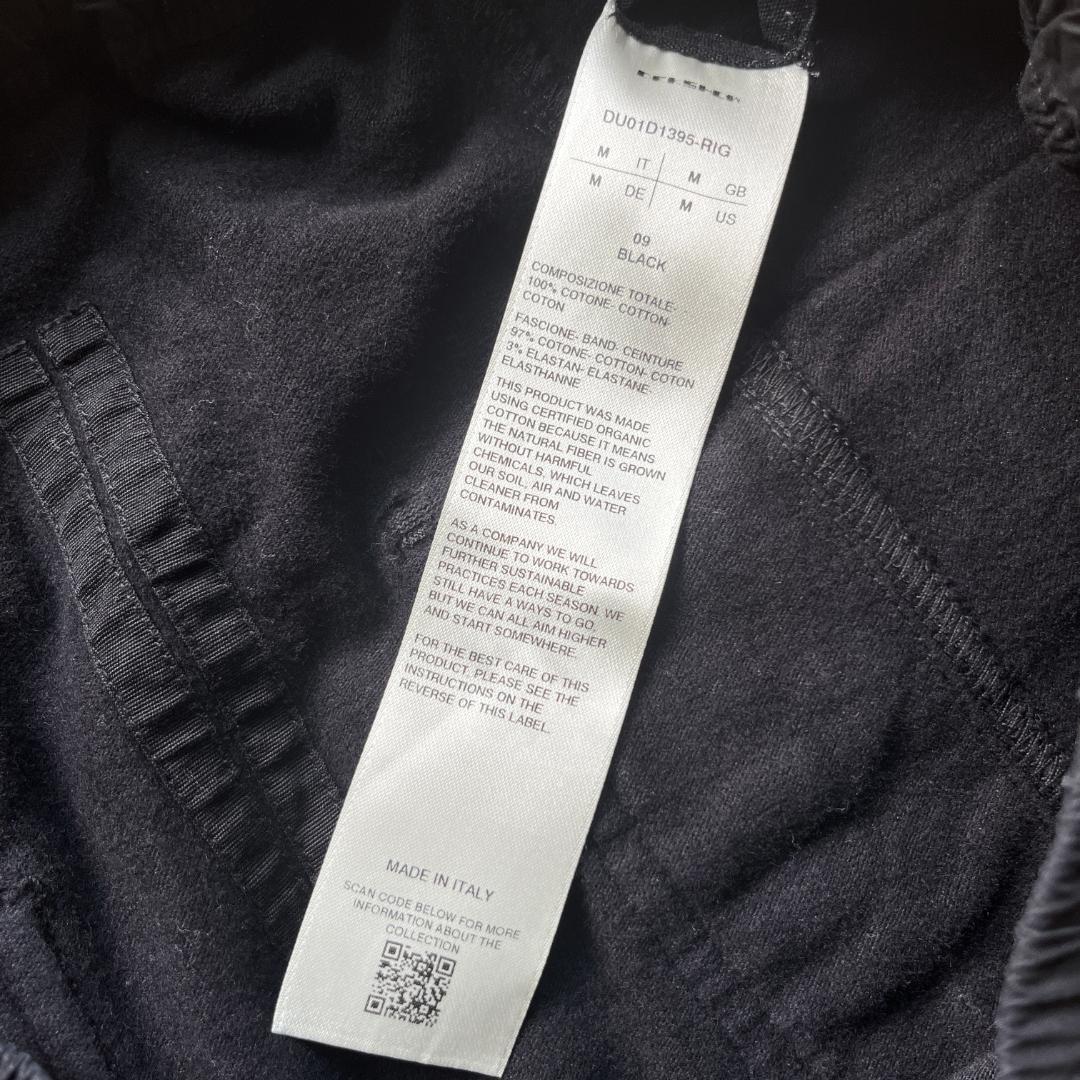 DU01D1395-RIG
M IT M GB
M DE M US
09
BLACK
COMPOSIZIONE TOTALE-
100% COTONE- COTTON-
COTON
FASCIONE- BAND- CEINTURE
97% COTONE- COTTON- COTON
3% ELASTAN- ELASTANE-
ELASTHANNE
THIS PRODUCT WAS MADE
USING CERTIFIED ORGANIC
COTTON BECAUSE IT MEANS
THE NATURAL FIBER IS GROWN
WITHOUT HARMFUL
CHEMICALS, WHICH LEAVES
OUR SOIL, AIR AND WATER
CLEANER FROM
CONTAMINATES.
AS A COMPANY WE WILL
CONTINUE TO WORK TOWARDS
FURTHER SUSTAINABLE
PRACTICES EACH SEASON. WE
STILL HAVE A WAYS TO GO
BUT WE CAN ALL AIM HIGHER
AND START SOMEWHERE.
FOR THE BEST CARE OF THIS
PRODUCT, PLEASE SEE THE
INSTRUCTIONS ON THE
REVERSE OF THIS LABEL.
MADE IN ITALY
SCAN CODE BELOW FOR MORE
INFORMATION ABOUT THE
COLLECTION